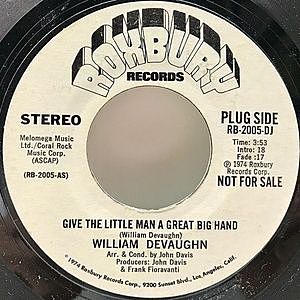 ROXBURY
RECORDS
STEREO
PLUG SIDE
RB-2005-DJ
Melomega Music
Ltd./Coral Rock
Music Corp.
(ASCAP)
Time: 3:53
Intro: 18
Fade: 17
℗ 1974 Roxbury
Records Corp.
(RB-2005-AS)
NOT FOR SALE
GIVE THE LITTLE MAN A GREAT BIG HAND
(William Devaughn)
WILLIAM DEVAUGHN
Arr. & Cond. by John Davis
Producers: John Davis
& Frank Fioravanti
©1974 Roxbury Records Corp., 9200 Sunset Blvd., Los Angeles, Calif.